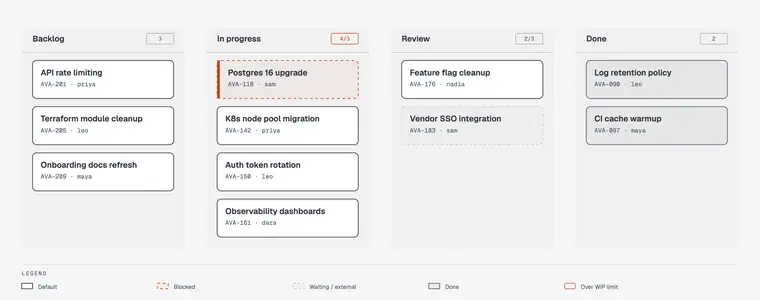 Backlog
3
API rate limiting
AVA-201 · priya
Terraform module cleanup
AVA-205 · leo
Onboarding docs refresh
AVA-209 · maya
In progress
4/3
Postgres 16 upgrade
AVA-118 · sam
K8s node pool migration
AVA-142 · priya
Auth token rotation
AVA-150 · leo
Observability dashboards
AVA-161 · dara
Review
2/3
Feature flag cleanup
AVA-176 · nadia
Vendor SSO integration
AVA-183 · sam
Done
2
Log retention policy
AVA-090 · leo
CI cache warmup
AVA-097 · maya
LEGEND
Default
Blocked
Waiting / external
Done
Over WIP limit